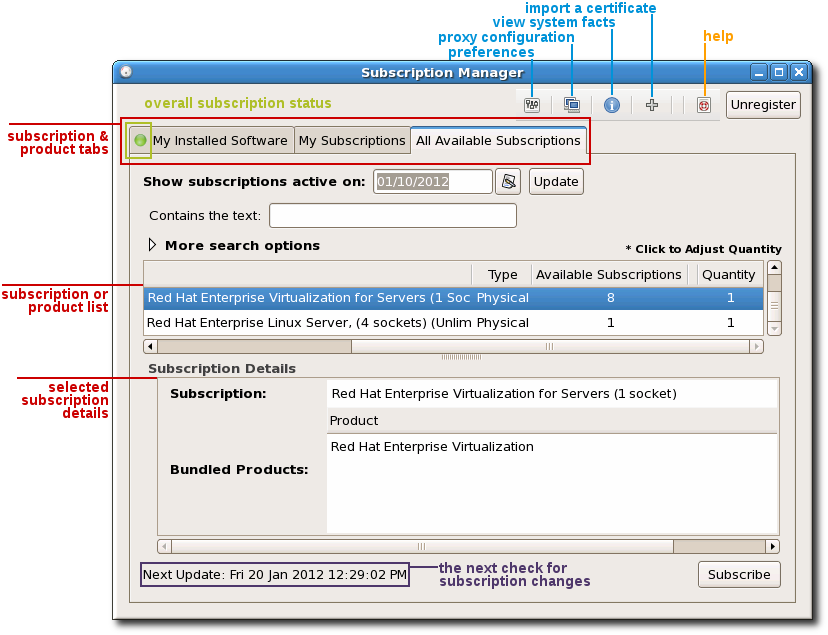 import a certificate
view system facts
proxy configuration
help
preferences
Subscription Manager
overall subscription status
Unregister
subscription &
product tabs
My Installed Software
My Subscriptions
All Available Subscriptions
Show subscriptions active on:
01/10/2012
Update
Contains the text:
More search options
* Click to Adjust Quantity
Type
Available Subscriptions
Quantity
subscription or
product list
Red Hat Enterprise Virtualization for Servers (1 Soc
Physical
8
1
Red Hat Enterprise Linux Server, (4 sockets) (Unlim
Physical
1
1
Subscription Details
selected
subscription
details
Subscription:
Red Hat Enterprise Virtualization for Servers (1 socket)
Product
Red Hat Enterprise Virtualization
Bundled Products:
Next Update: Fri 20 Jan 2012 12:29:02 PM
the next check for
subscription changes
Subscribe